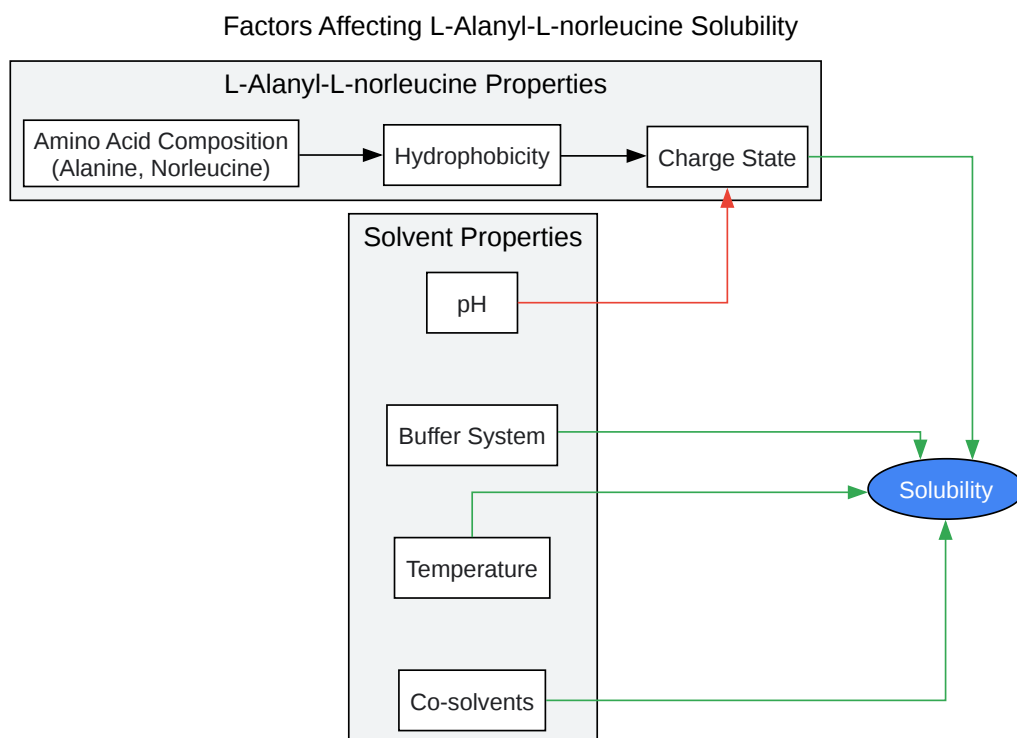 Factors Affecting L-Alanyl-L-norleucine Solubility
L-Alanyl-L-norleucine Properties
Amino Acid Composition
(Alanine, Norleucine)
Hydrophobicity
Charge State
Solvent Properties
pH
Buffer System
Solubility
Temperature
Co-solvents